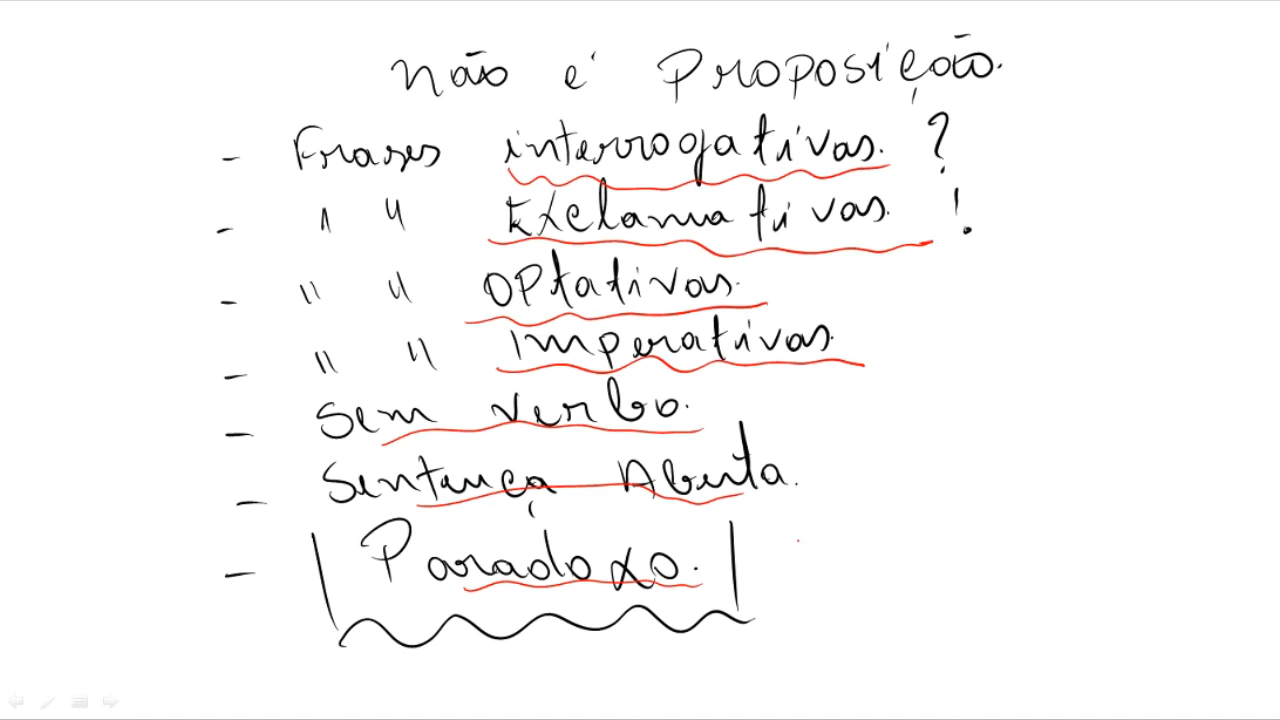 não é Proposição.
- Frases interrogativas. ?
- " " Exclamativas. !
- " " OPtativas.
- " " Imperativas.
- Sem verbo.
- Sentença Aberta.
- Paradoxo.